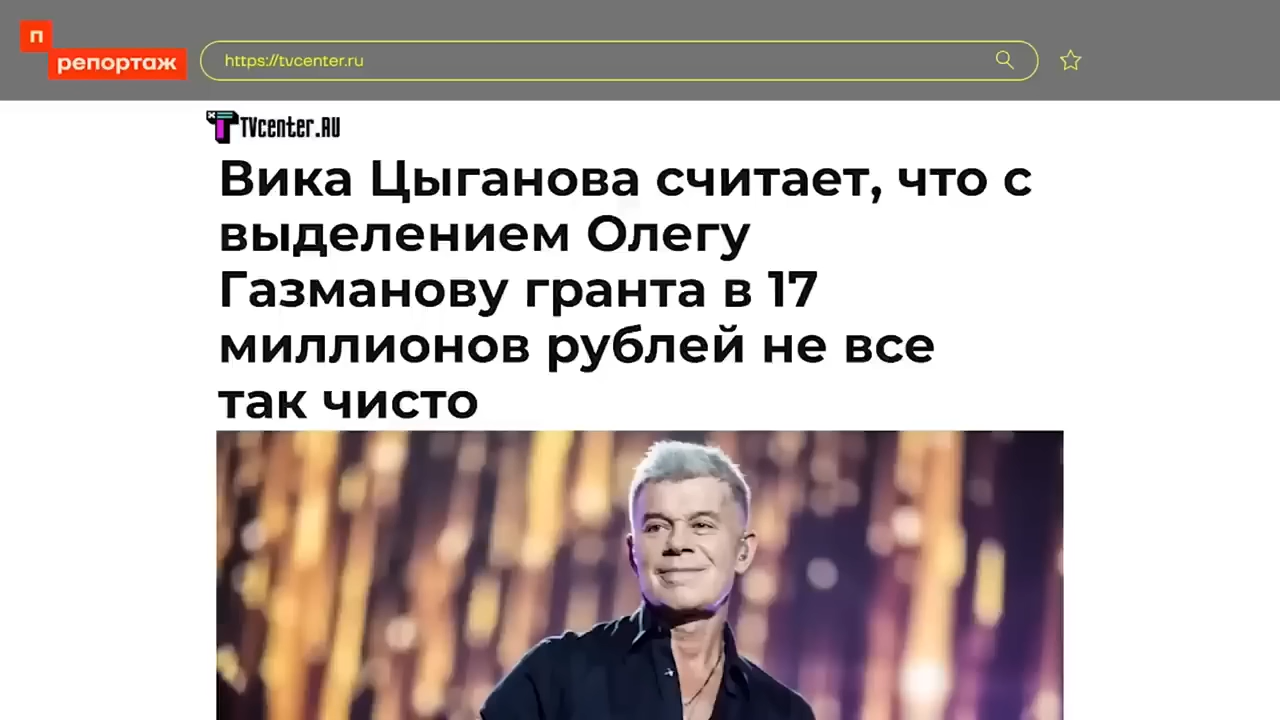 п
репортаж
https://tvcenter.ru
TVcenter.RU
Вика Цыганова считает, что с
выделением Олегу
Газманову гранта в 17
миллионов рублей не все
так чисто